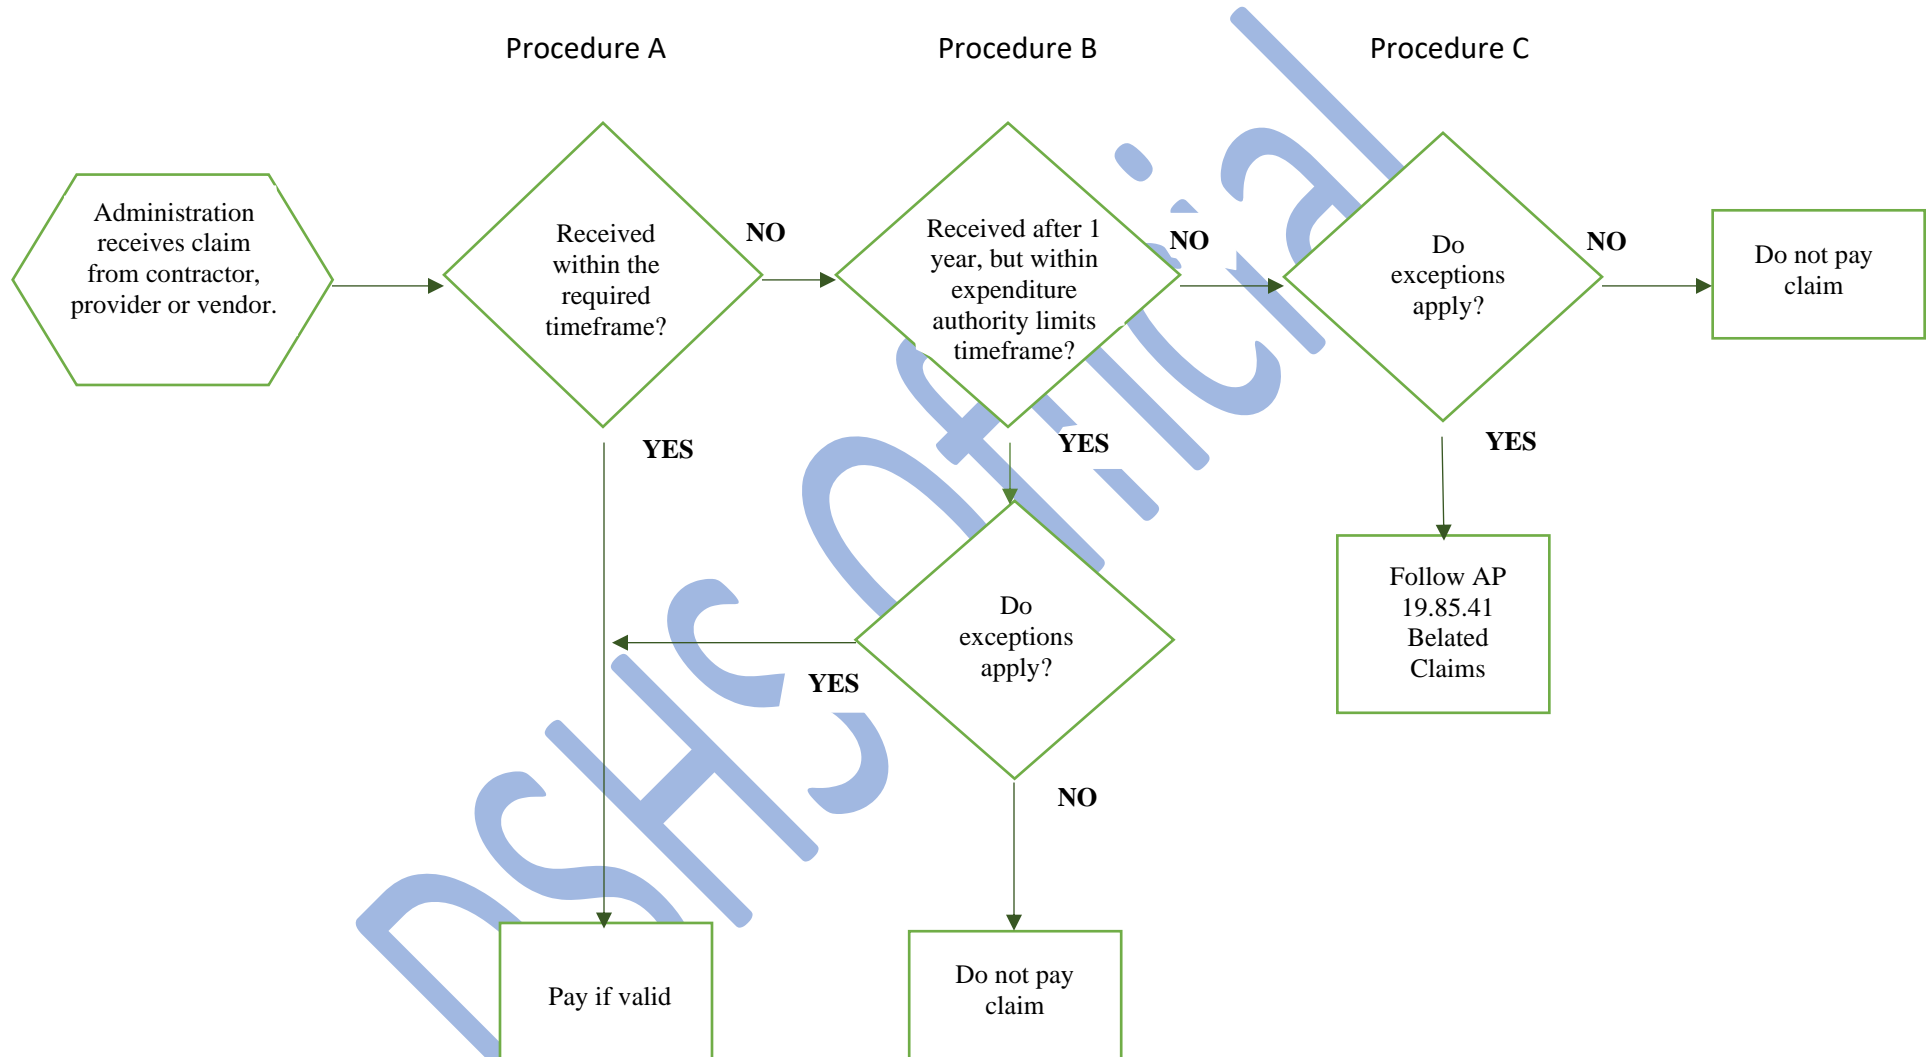 Procedure A
Procedure B
Procedure C
Administration
receives claim
from contractor,
provider or vendor.
Received
within the
required
timeframe?
NO
Received after 1
year, but within
expenditure
authority limits
timeframe?
NO
Do
exceptions
apply?
NO
Do not pay
claim
YES
YES
YES
Follow AP
19.85.41
Belated
Claims
Do
exceptions
apply?
YES
NO
Pay if valid
Do not pay
claim
DSHS Official